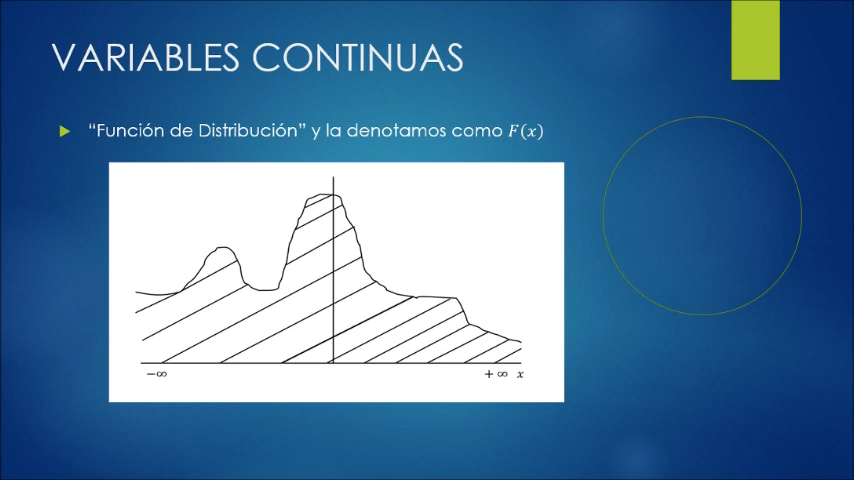 VARIABLES CONTINUAS
“Función de Distribución” y la denotamos como F(x)
−∞ +∞ x